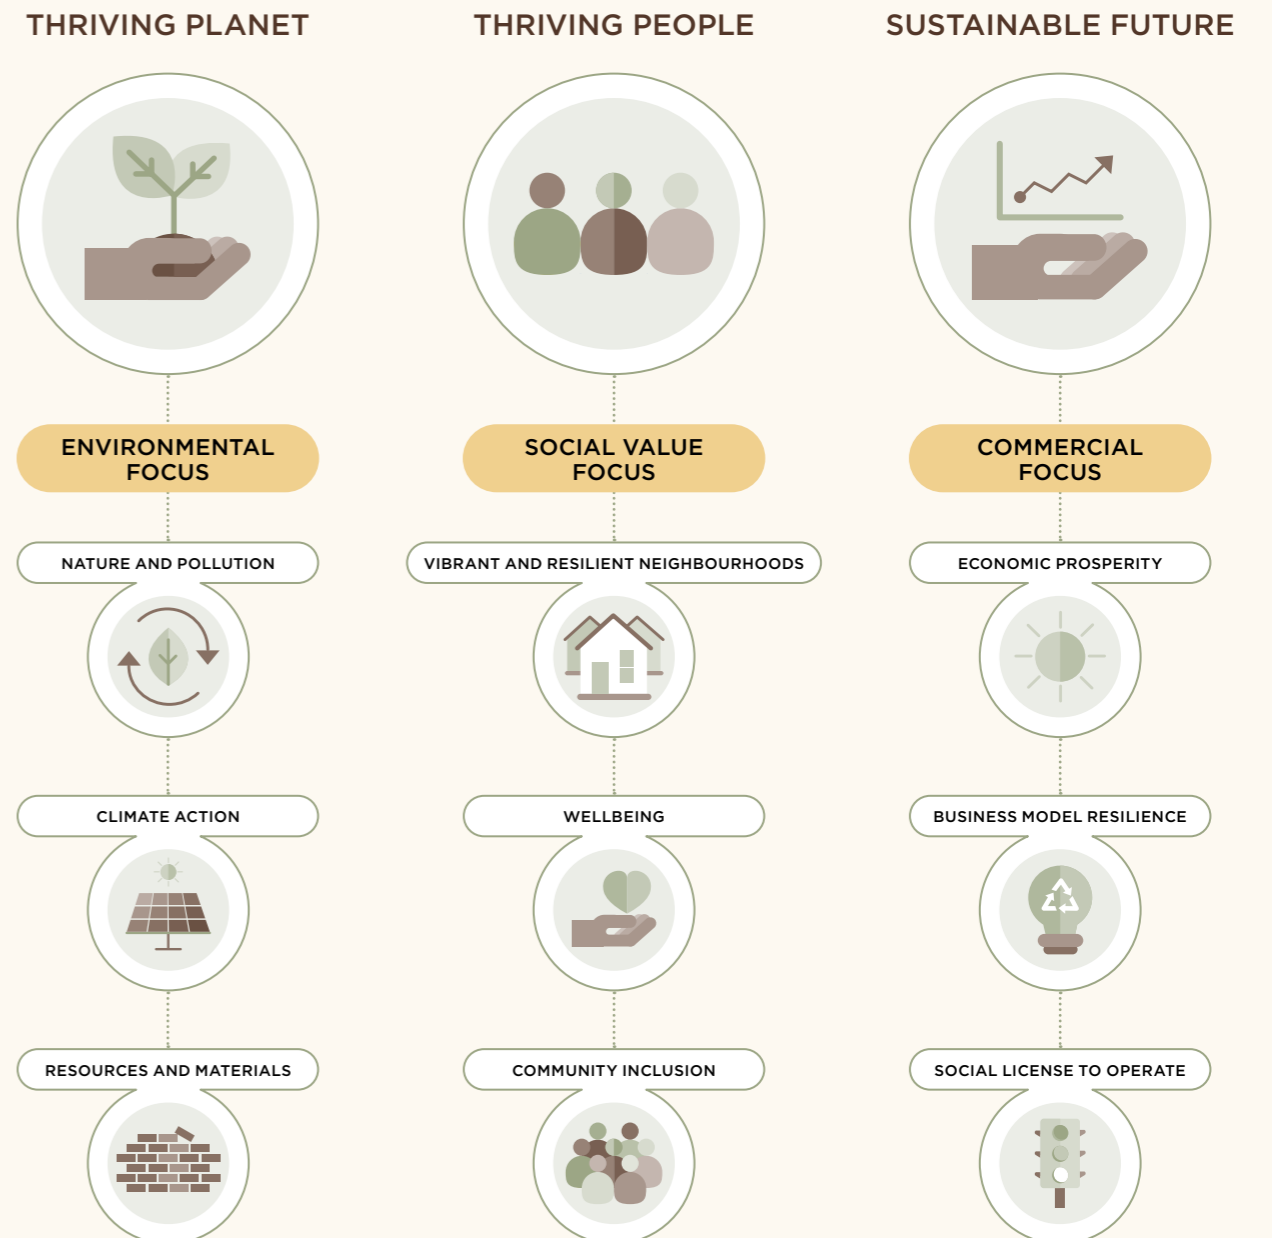 THRIVING PLANET
THRIVING PEOPLE
SUSTAINABLE FUTURE
ENVIRONMENTAL
FOCUS
SOCIAL VALUE
FOCUS
COMMERCIAL
FOCUS
NATURE AND POLLUTION
VIBRANT AND RESILIENT NEIGHBOURHOODS
ECONOMIC PROSPERITY
CLIMATE ACTION
WELLBEING
BUSINESS MODEL RESILIENCE
RESOURCES AND MATERIALS
COMMUNITY INCLUSION
SOCIAL LICENSE TO OPERATE